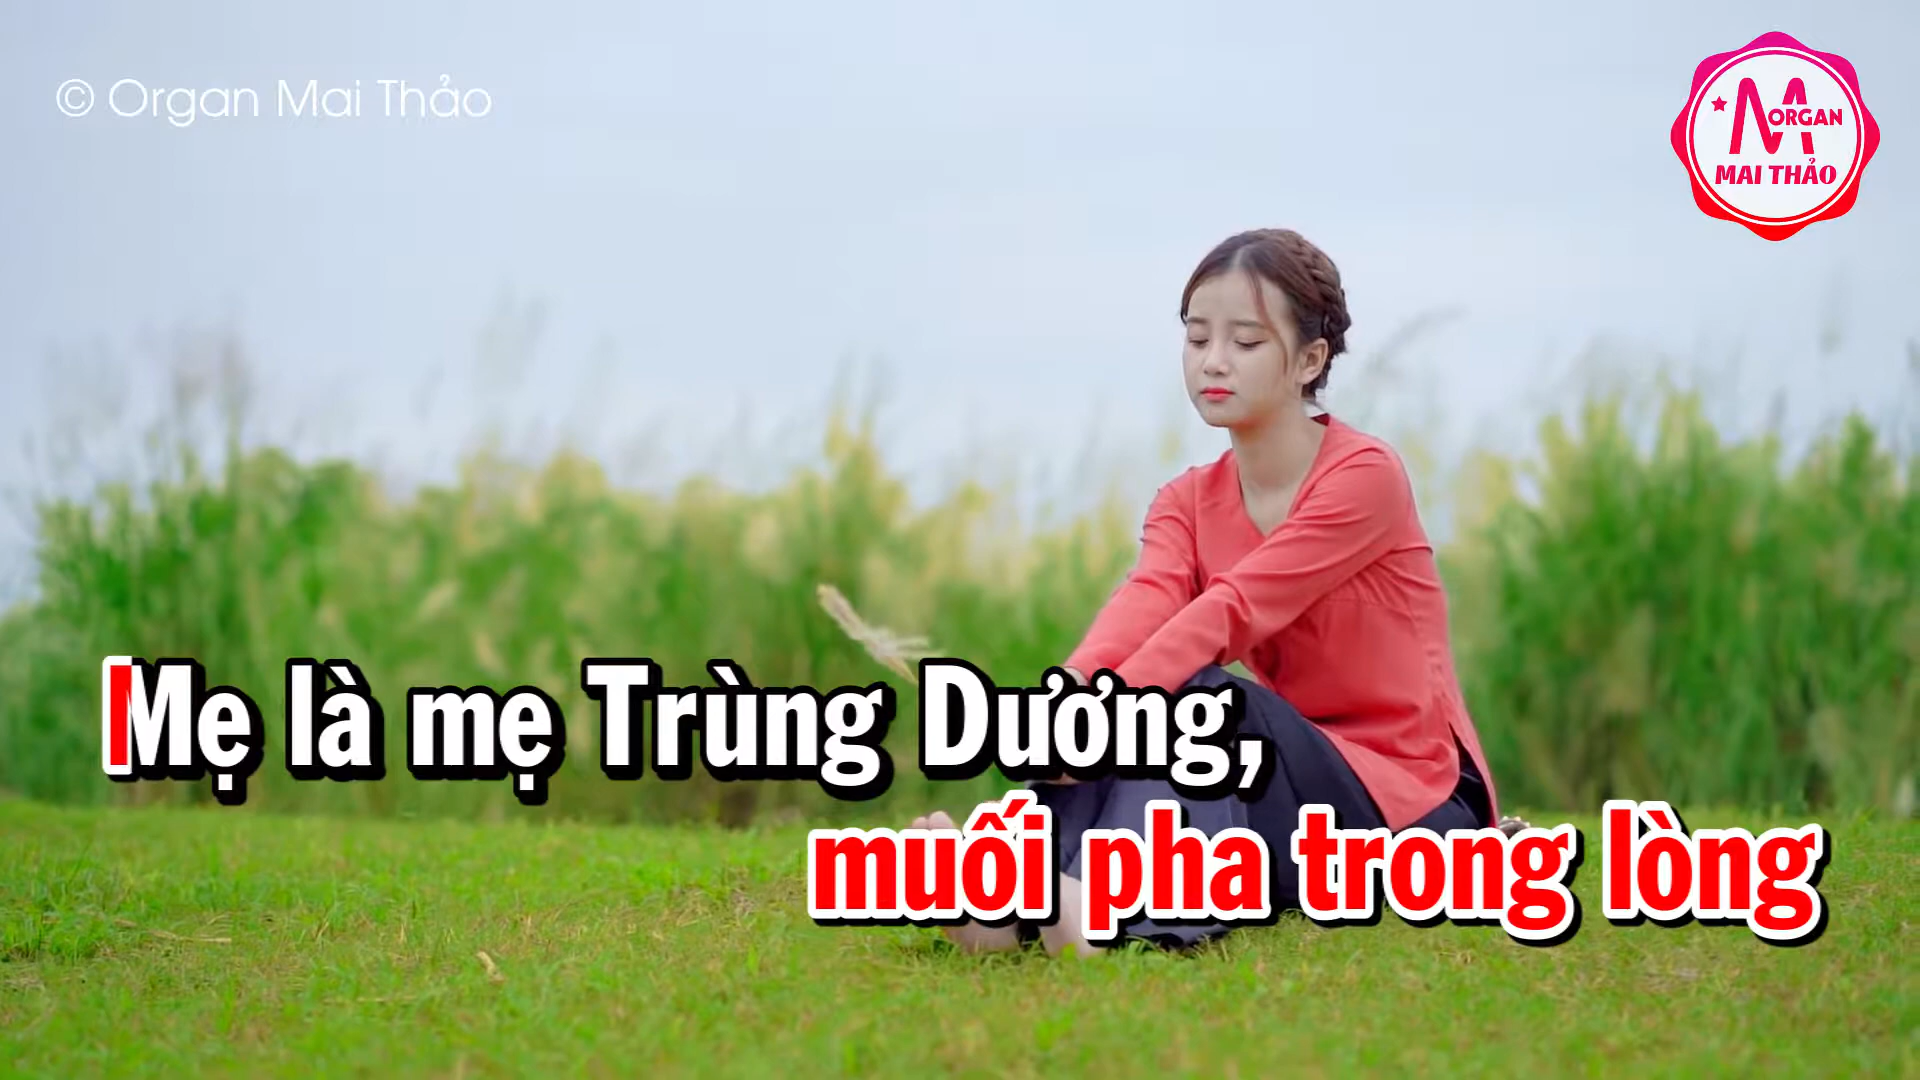 © Organ Mai Thảo
M ORGAN
MAI THẢO
Mẹ là mẹ Trùng Dương,
muối pha trong lòng